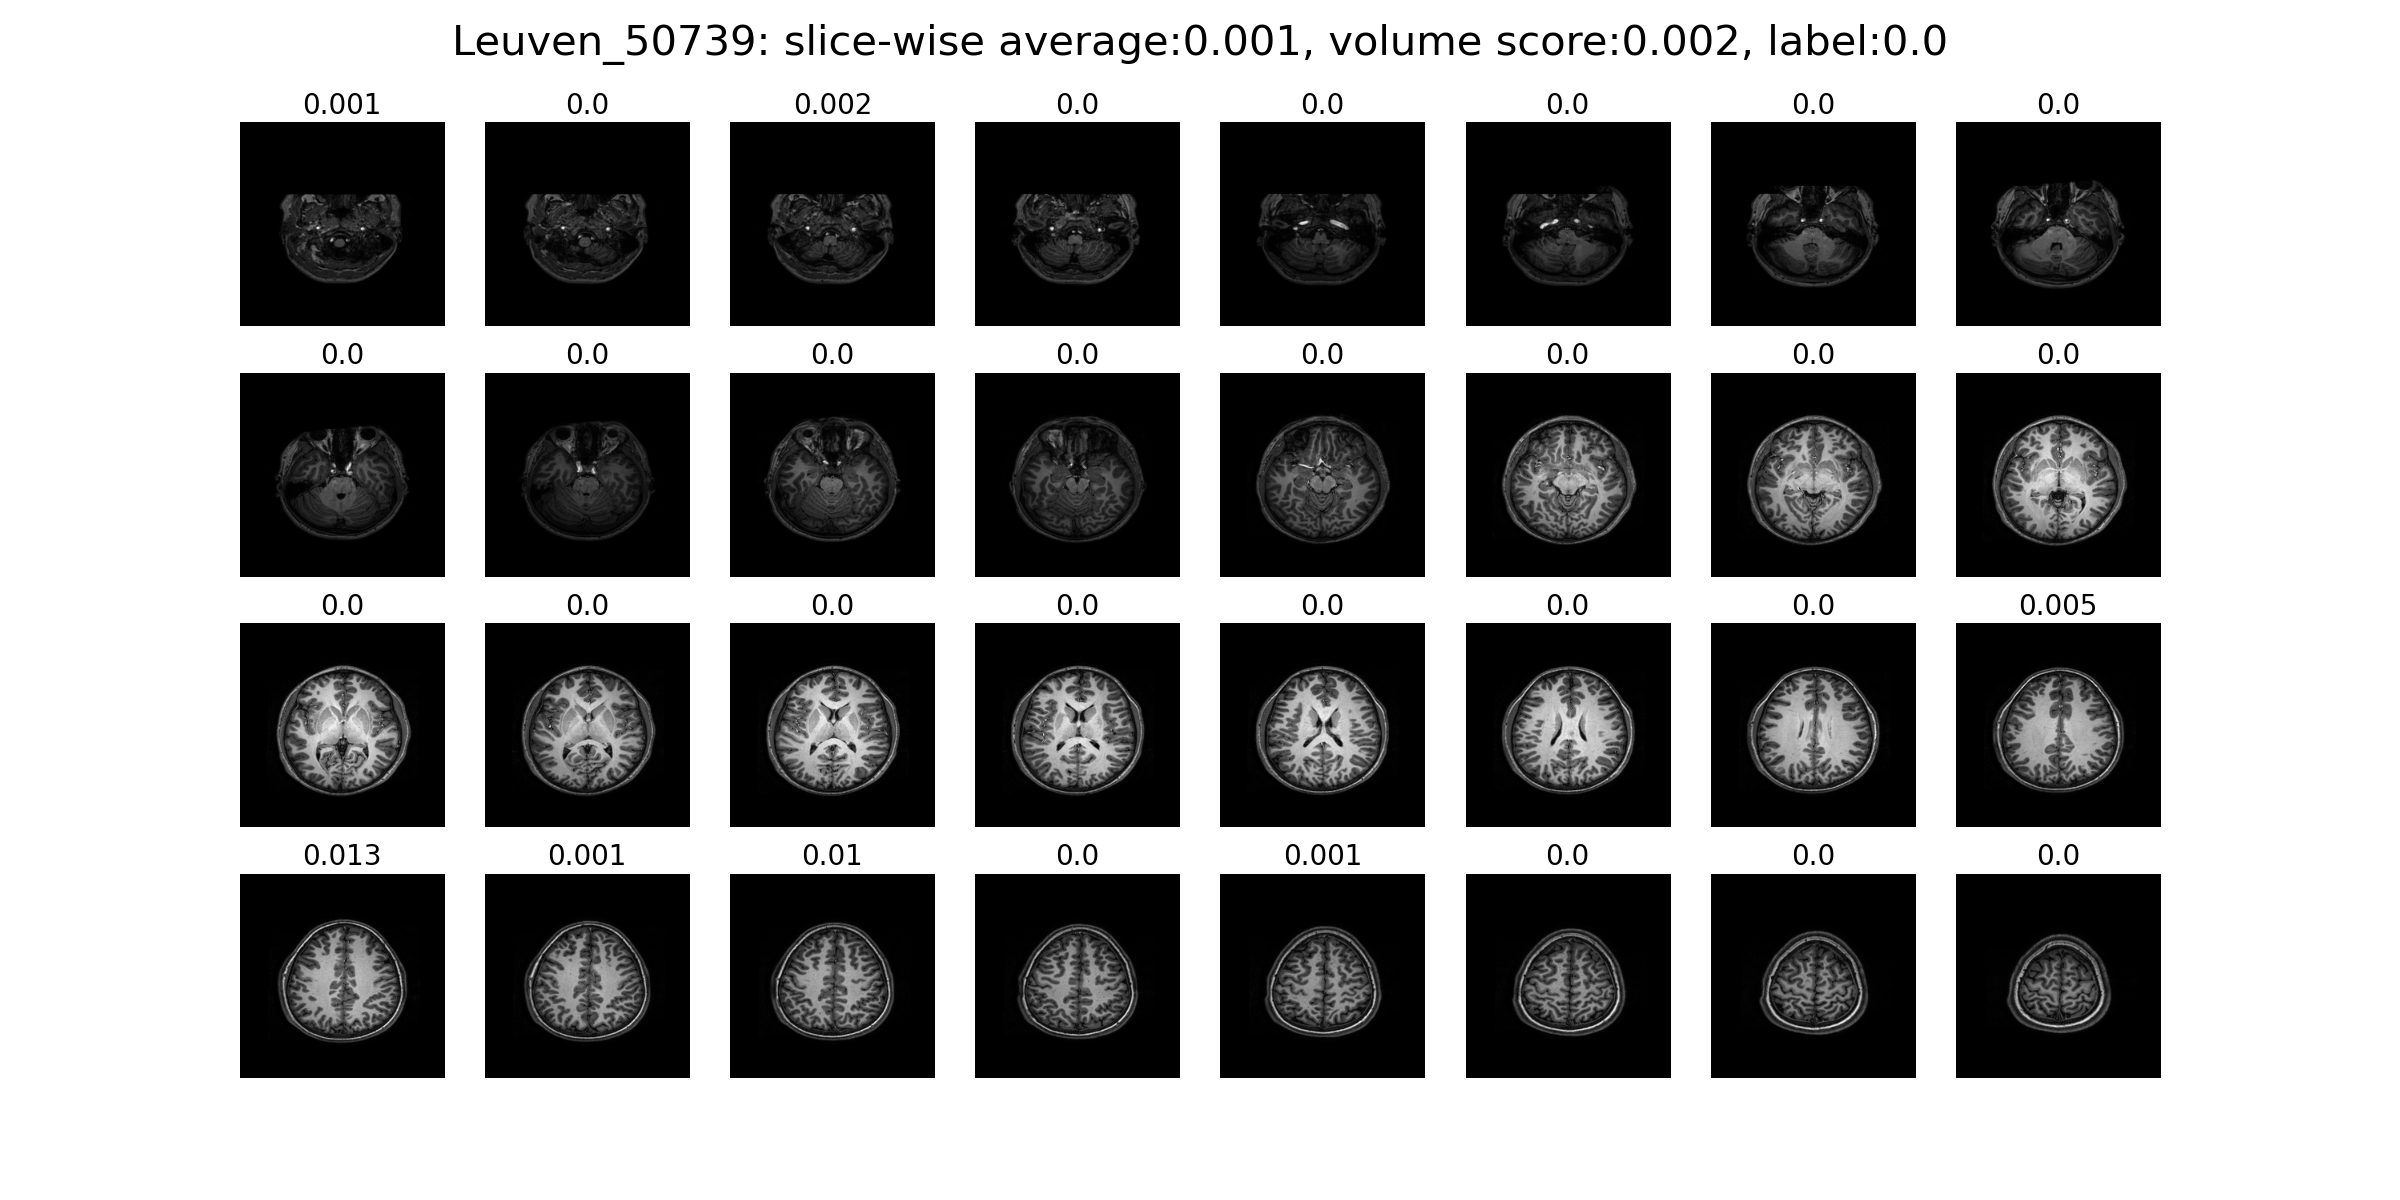 Leuven_50739: slice-wise average:0.001, volume score:0.002, label:0.0
0.001 0.0 0.002 0.0 0.0 0.0 0.0 0.0
0.0 0.0 0.0 0.0 0.0 0.0 0.0 0.0
0.0 0.0 0.0 0.0 0.0 0.0 0.0 0.005
0.013 0.001 0.01 0.0 0.001 0.0 0.0 0.0